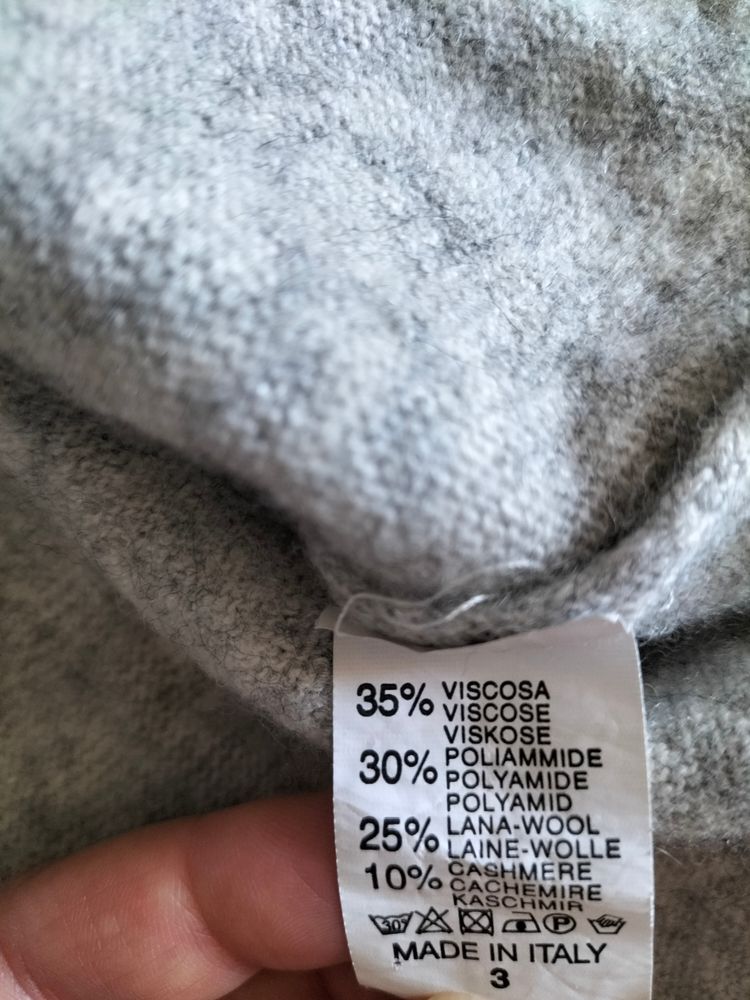 35% VISCOSA
VISCOSE
VISKOSE
30% POLIAMMIDE
POLYAMIDE
POLYAMID
25% LANA-WOOL
LAINE-WOLLE
10% CASHMERE
CACHEMIRE
KASCHMIR
30° P
MADE IN ITALY
3